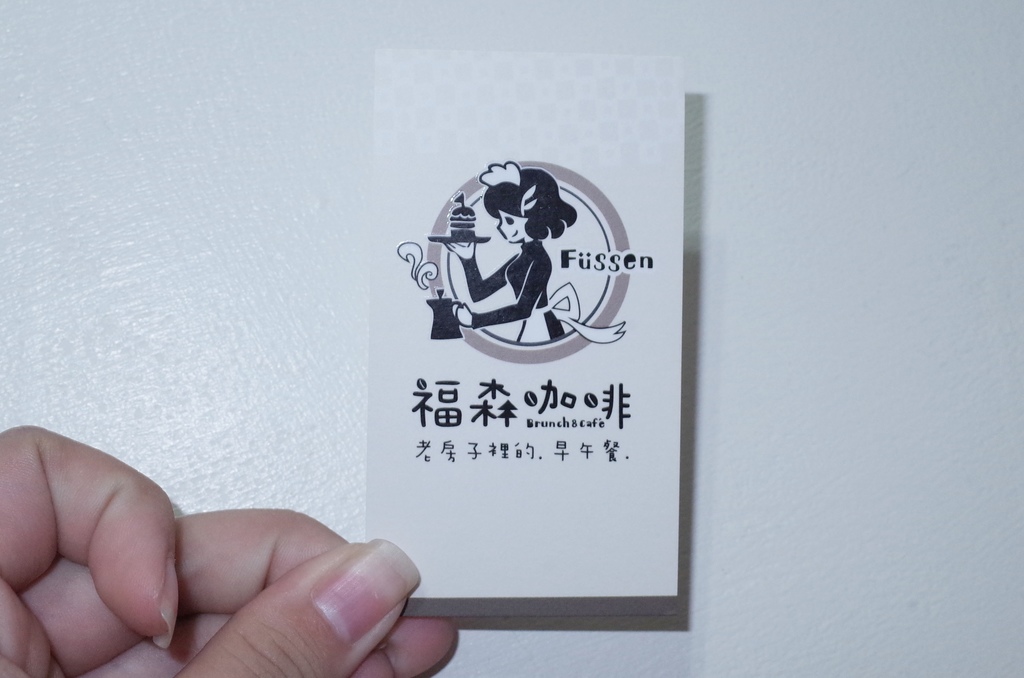 Füssen
福森咖啡
Brunch&café
老房子裡的.早午餐.